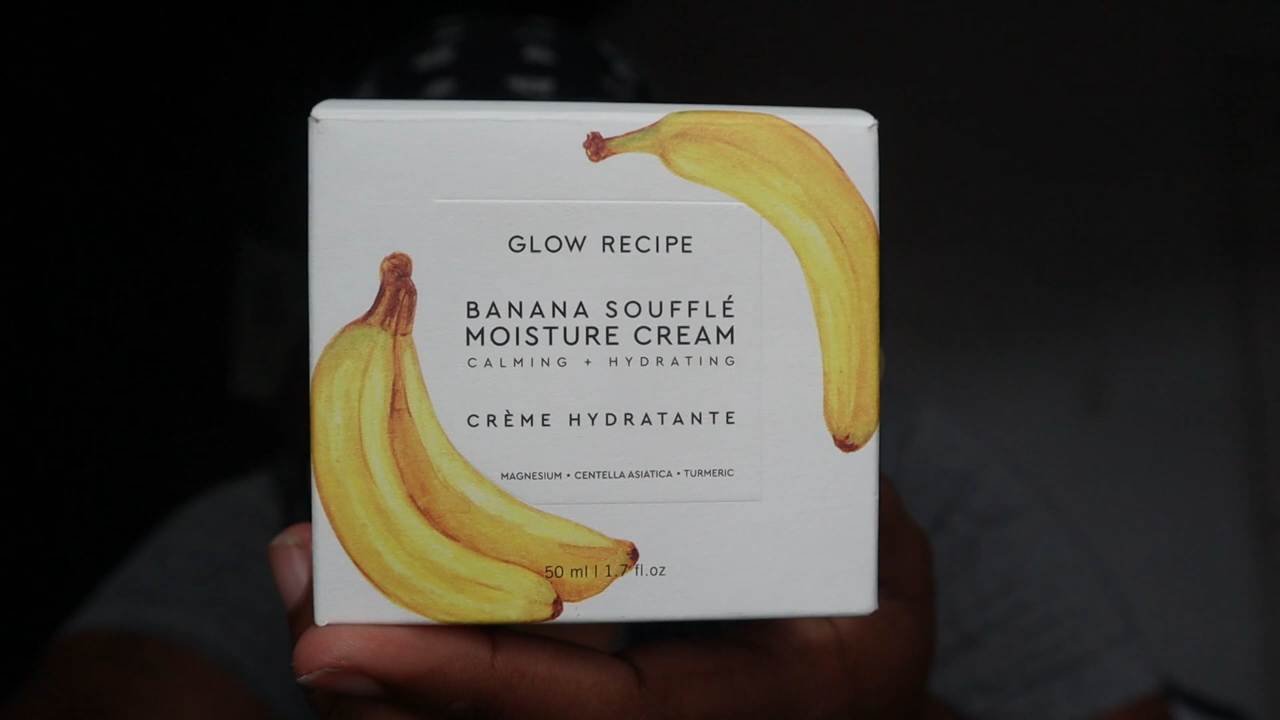 GLOW RECIPE
BANANA SOUFFLÉ
MOISTURE CREAM
CALMING + HYDRATING
CRÈME HYDRATANTE
MAGNESIUM • CENTELLA ASIATICA • TURMERIC
50 ml | 1.7 fl.oz